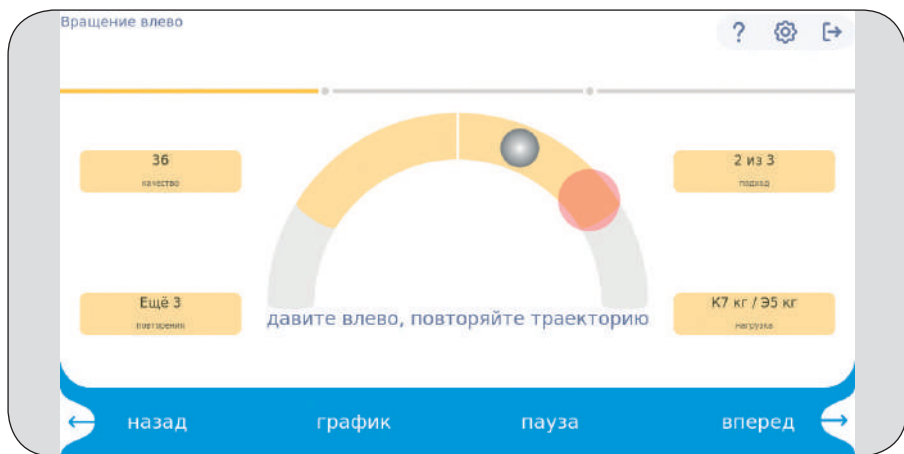 Вращение влево
?
36
качество
2 из 3
подход
Ещё 3
повторения
К7 кг / Э5 кг
нагрузка
давите влево, повторяйте траекторию
назад
график
пауза
вперед